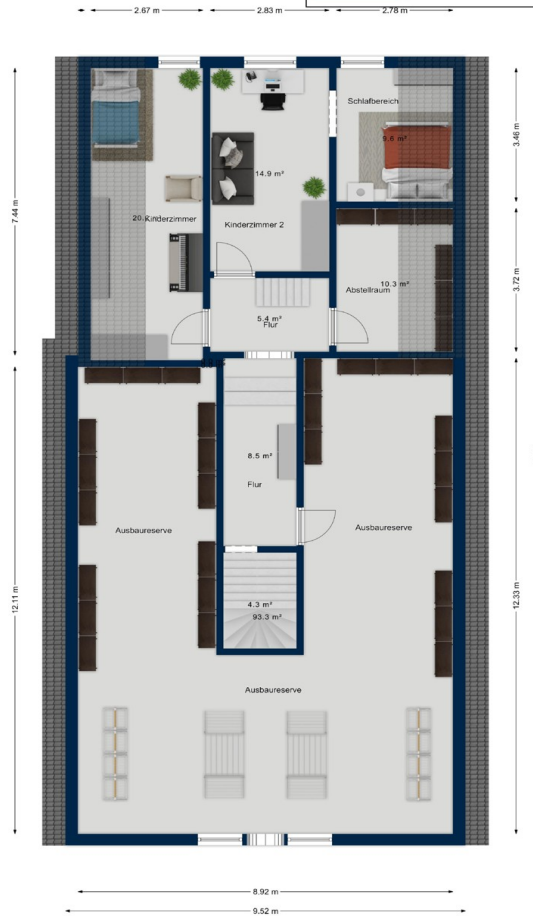 2.67 m
2.83 m
2.78 m
7.44 m
3.46 m
Schlafbereich
9.6 m²
14.9 m²
20.
Kinderzimmer
Kinderzimmer 2
3.72 m
10.3 m²
Abstellraum
5.4 m²
Flur
8.5 m²
Flur
Ausbaureserve
Ausbaureserve
12.11 m
12.33 m
4.3 m²
93.3 m²
Ausbaureserve
8.92 m
9.52 m